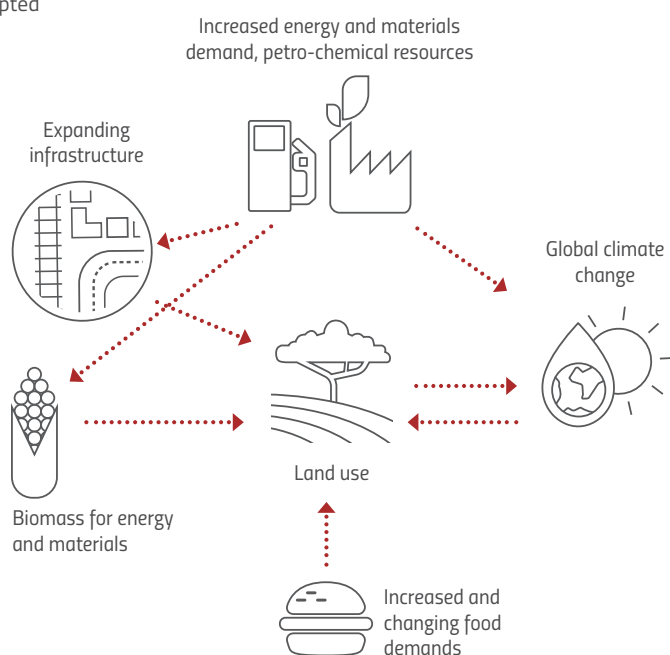 Increased energy and materials
demand, petro-chemical resources
Expanding
infrastructure
Global climate
change
Land use
Biomass for energy
and materials
Increased and
changing food
demands